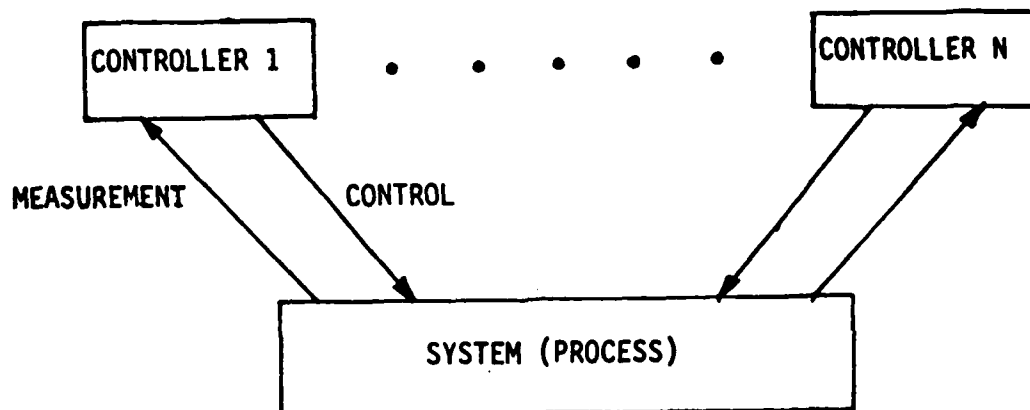 CONTROLLER 1
CONTROLLER N
MEASUREMENT
CONTROL
SYSTEM (PROCESS)